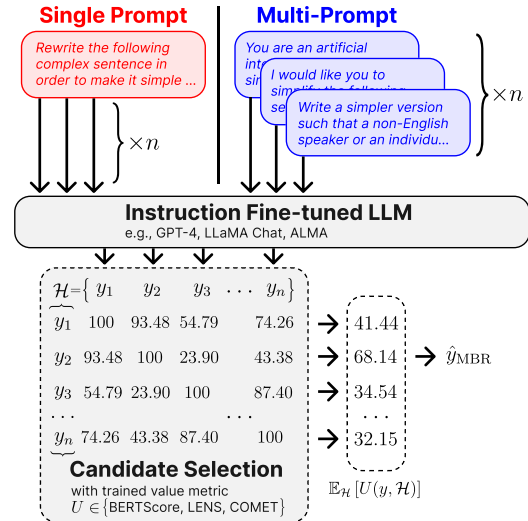 Single Prompt
Rewrite the following
complex sentence in
order to make it simple ...
×n
Multi-Prompt
You are an artificial
I would like you to
Write a simpler version
such that a non-English
speaker or an individu...
×n
Instruction Fine-tuned LLM
e.g., GPT-4, LLaMA Chat, ALMA
ℋ={ y₁ y₂ y₃ ... yₙ}
y₁ 100 93.48 54.79 74.26 41.44
y₂ 93.48 100 23.90 43.38 68.14 ŷMBR
y₃ 54.79 23.90 100 87.40 34.54
... ... ...
yₙ 74.26 43.38 87.40 100 32.15
Candidate Selection
with trained value metric
U ∈{BERTScore, LENS, COMET}
𝔼ℋ[U(y, ℋ)]